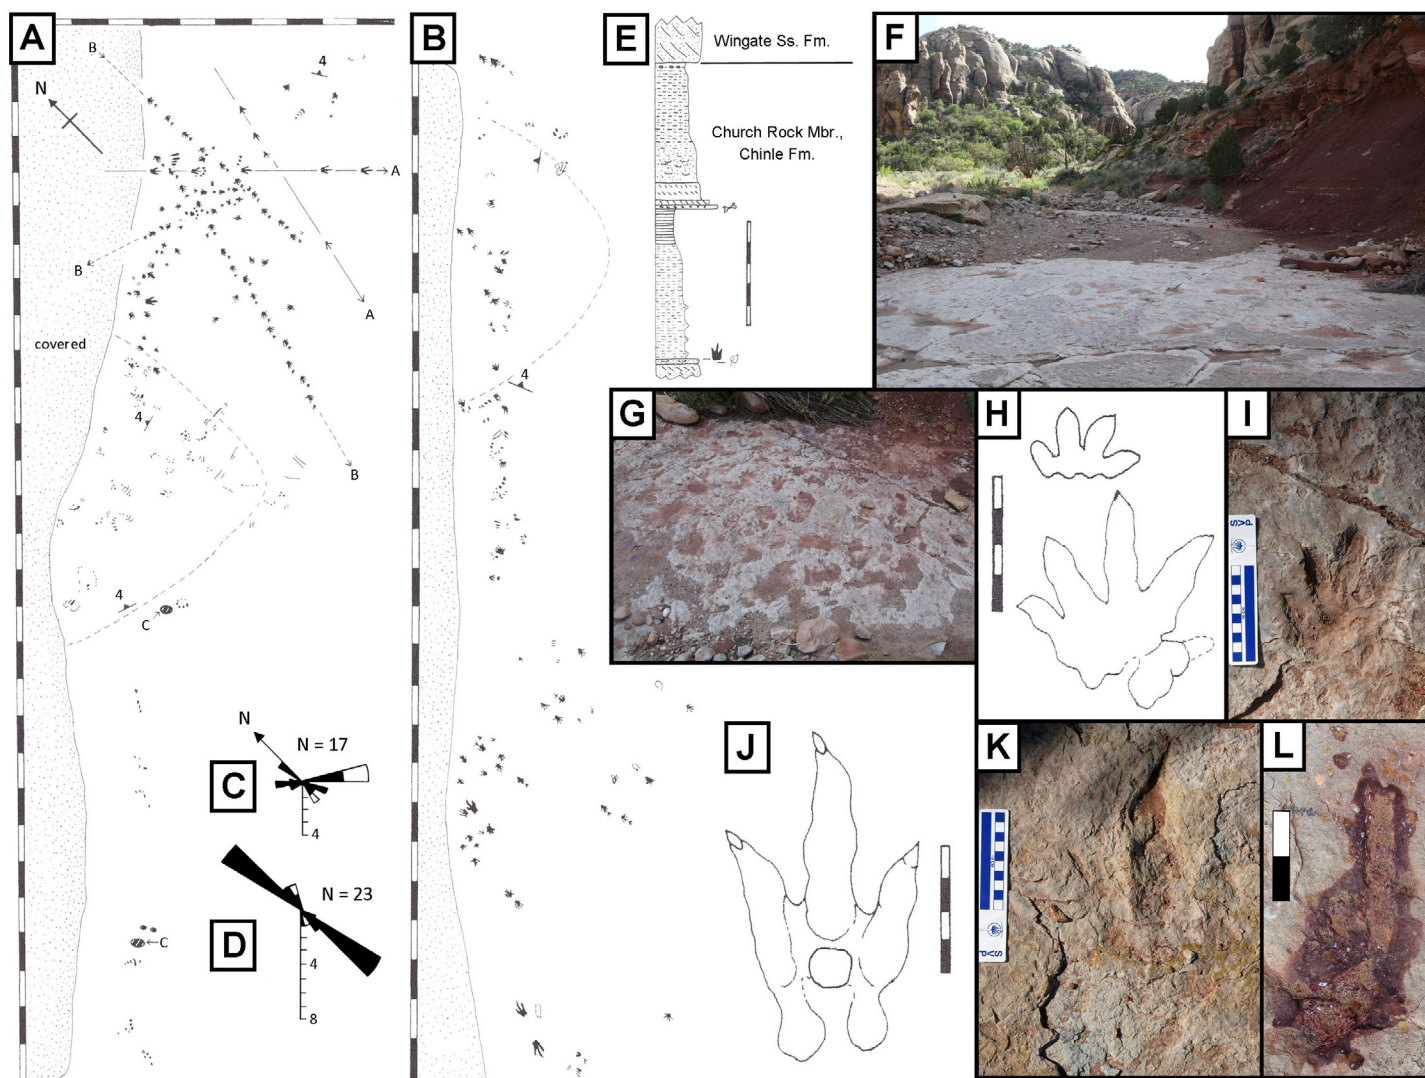 A
B
4
N
A
B
A
covered
4
B
4
C
N
N = 17
C
4
N = 23
D
4
8
C
B
4
E
Wingate Ss. Fm.
Church Rock Mbr.,
Chinle Fm.
F
G
H
I
SVP
J
K
SVP
L